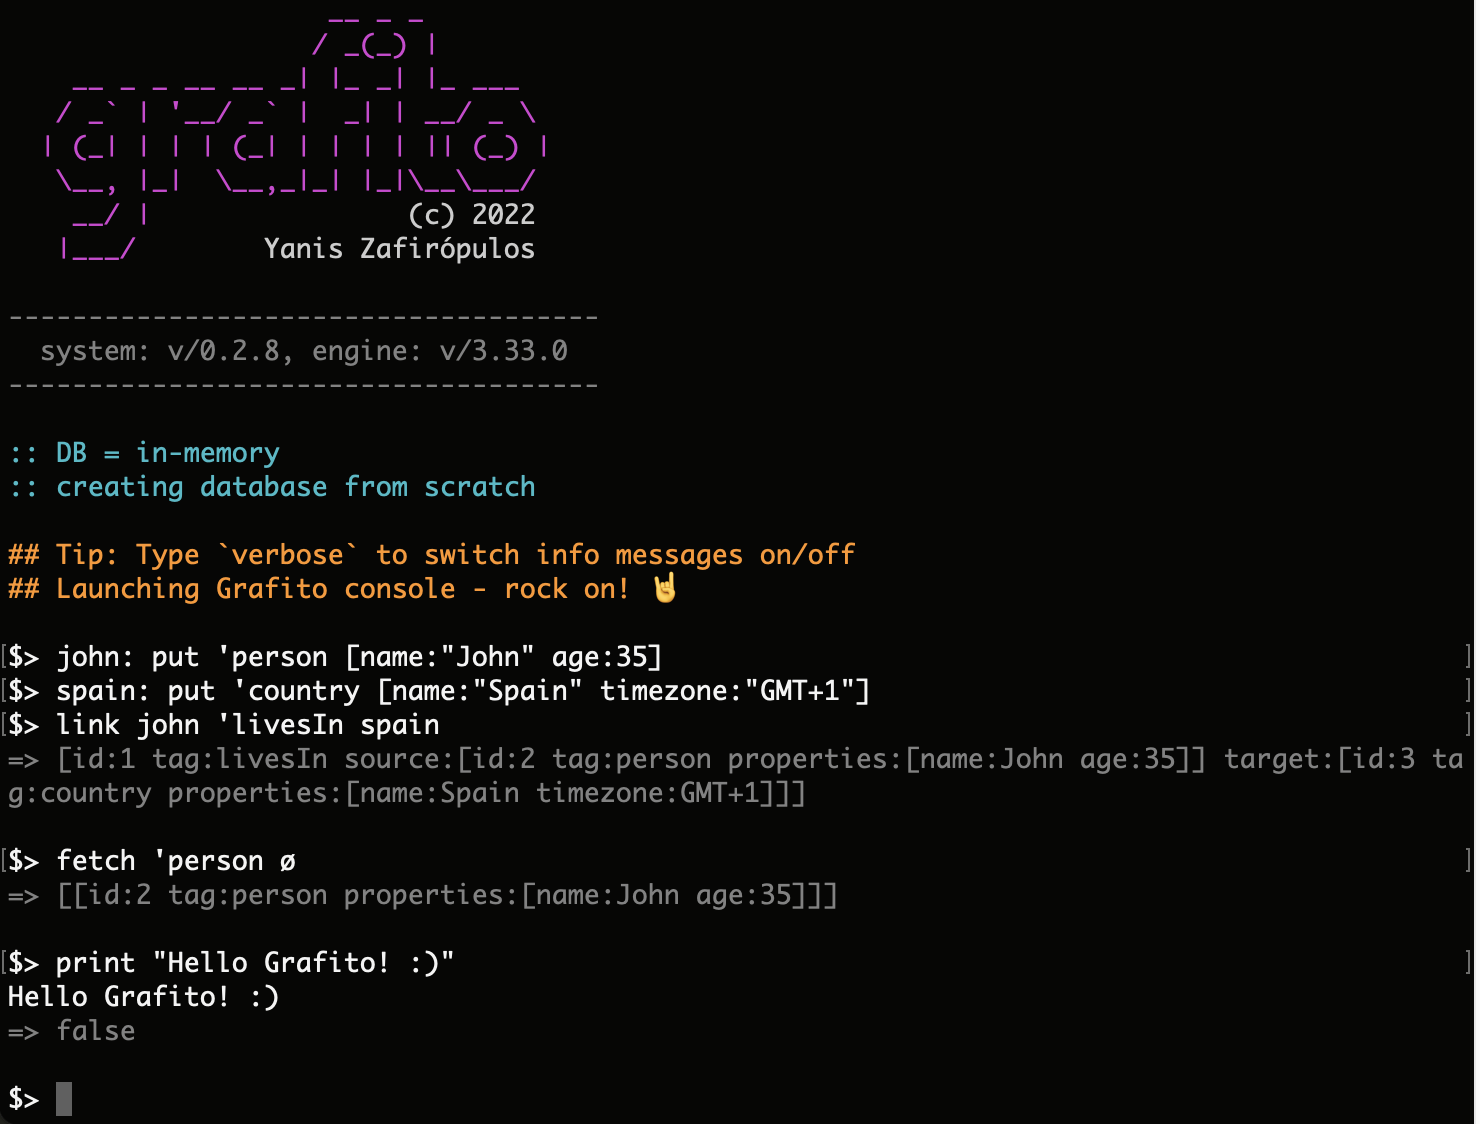 grafito
(c) 2022
Yanis Zafirópulos
-------------------------------------
system: v/0.2.8, engine: v/3.33.0
-------------------------------------
:: DB = in-memory
:: creating database from scratch
## Tip: Type `verbose` to switch info messages on/off
## Launching Grafito console - rock on! 🤘
[$> john: put 'person [name:"John" age:35] ]
[$> spain: put 'country [name:"Spain" timezone:"GMT+1"] ]
[$> link john 'livesIn spain ]
=> [id:1 tag:livesIn source:[id:2 tag:person properties:[name:John age:35]] target:[id:3 ta
g:country properties:[name:Spain timezone:GMT+1]]]
[$> fetch 'person ø ]
=> [[id:2 tag:person properties:[name:John age:35]]]
[$> print "Hello Grafito! :)" ]
Hello Grafito! :)
=> false
$>